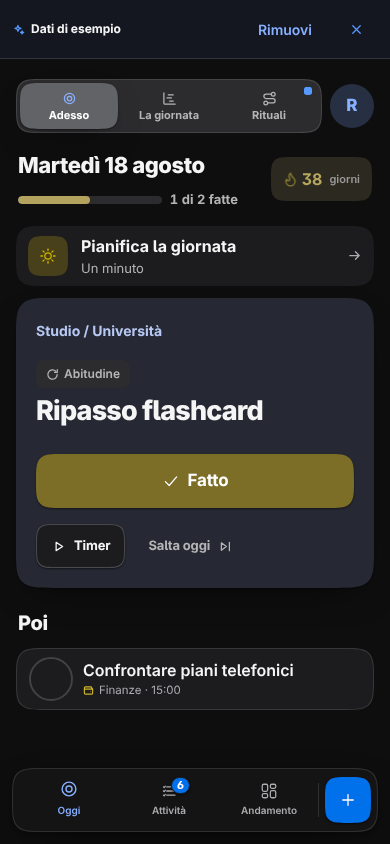 Dati di esempio
Rimuovi
Adesso
La giornata
Rituali
R
Martedì 18 agosto
1 di 2 fatte
38 giorni
Pianifica la giornata
Un minuto
Studio / Università
Abitudine
Ripasso flashcard
Fatto
Timer
Salta oggi
Poi
Confrontare piani telefonici
Finanze · 15:00
6
Oggi
Attività
Andamento